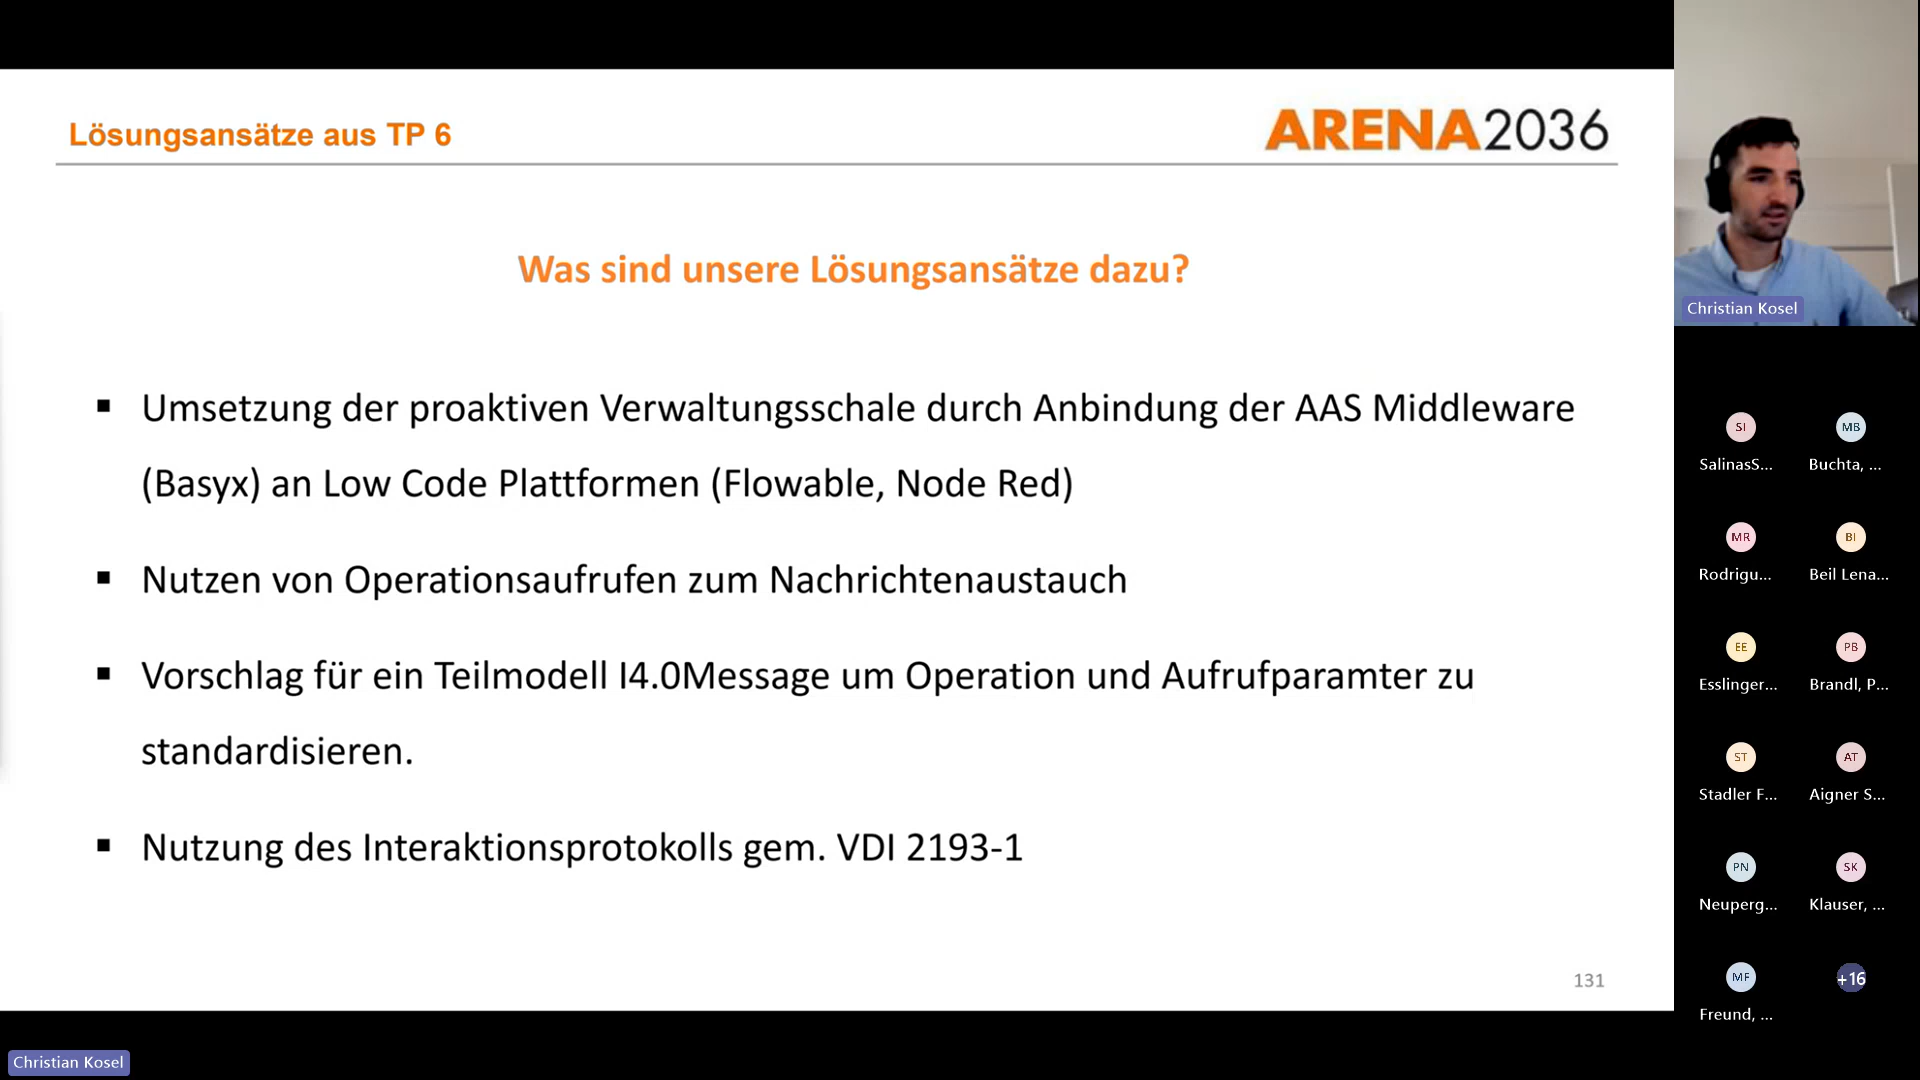 Lösungsansätze aus TP 6
ARENA2036
Was sind unsere Lösungsansätze dazu?
▪ Umsetzung der proaktiven Verwaltungsschale durch Anbindung der AAS Middleware
(Basyx) an Low Code Plattformen (Flowable, Node Red)
▪ Nutzen von Operationsaufrufen zum Nachrichtenaustauch
▪ Vorschlag für ein Teilmodell I4.0Message um Operation und Aufrufparamter zu
standardisieren.
▪ Nutzung des Interaktionsprotokolls gem. VDI 2193-1
131
Christian Kosel
Christian Kosel
SI
MB
SalinasS...
Buchta, ...
MR
BI
Rodrigu...
Beil Lena...
EE
PB
Esslinger...
Brandl, P...
ST
AT
Stadler F...
Aigner S...
PN
SK
Neuperg...
Klauser, ...
MF
+16
Freund, ...